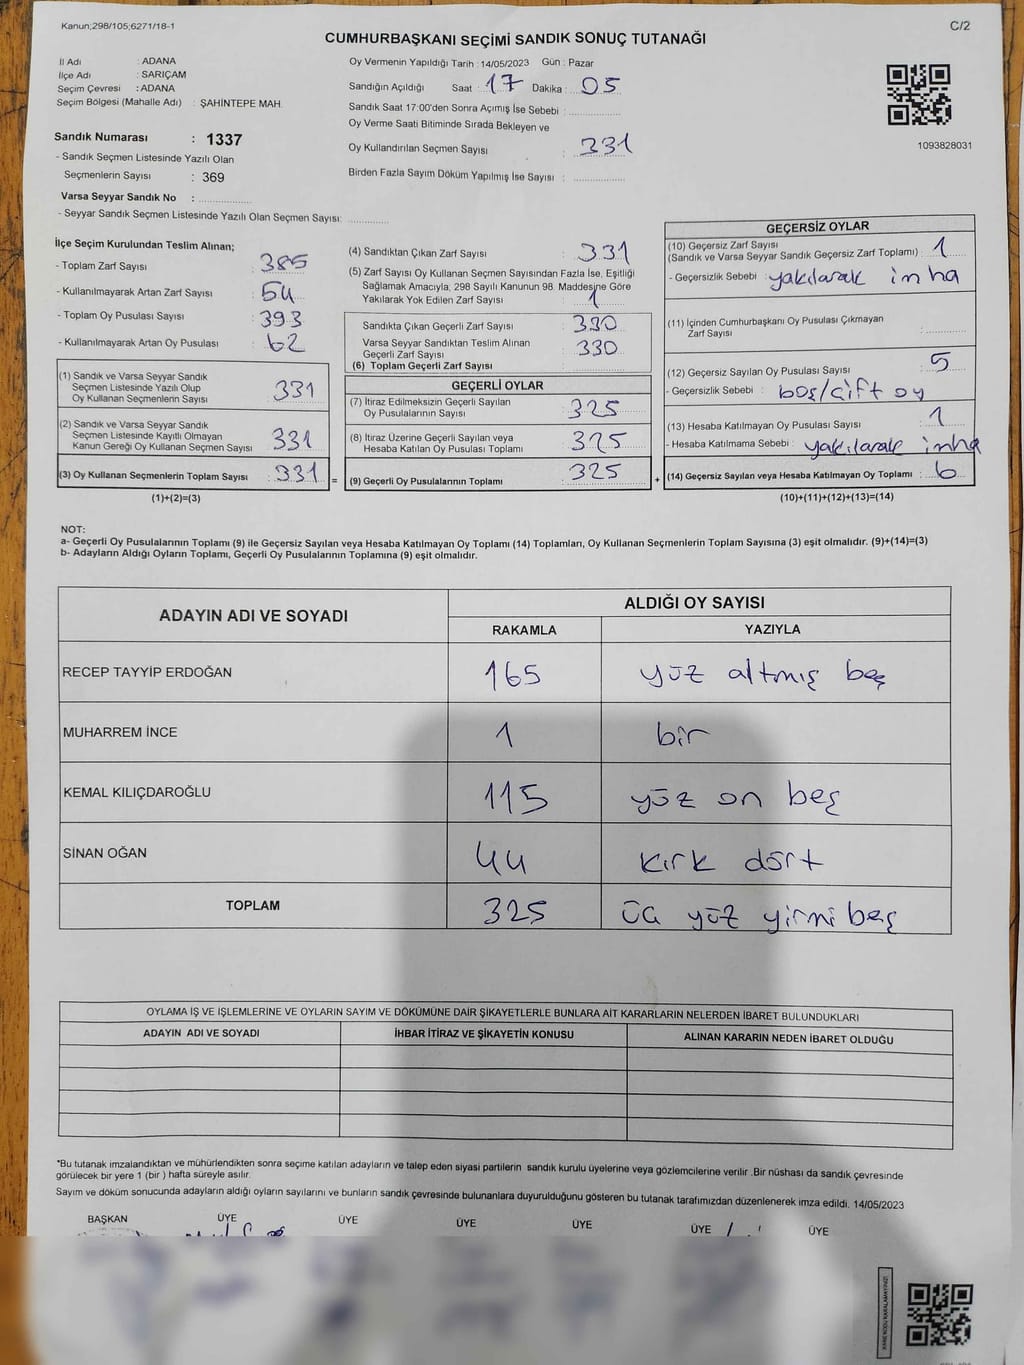 Kanun;298/105;6271/18-1
C/2
CUMHURBAŞKANI SEÇİMİ SANDIK SONUÇ TUTANAĞI
İl Adı : ADANA
İlçe Adı : SARIÇAM
Seçim Çevresi : ADANA
Seçim Bölgesi (Mahalle Adı) : ŞAHİNTEPE MAH.
Sandık Numarası : 1337
- Sandık Seçmen Listesinde Yazılı Olan
Seçmenlerin Sayısı : 369
Varsa Seyyar Sandık No :
- Seyyar Sandık Seçmen Listesinde Yazılı Olan Seçmen Sayısı:
Oy Vermenin Yapıldığı Tarih : 14/05/2023 Gün : Pazar
Sandığın Açıldığı Saat : 17 Dakika : 05
Sandık Saat 17:00'den Sonra Açımış İse Sebebi :
Oy Verme Saati Bitiminde Sırada Bekleyen ve
Oy Kullandırılan Seçmen Sayısı : 331
Birden Fazla Sayım Döküm Yapılmış İse Sayısı :
1093828031
İlçe Seçim Kurulundan Teslim Alınan;
- Toplam Zarf Sayısı : 385
- Kullanılmayarak Artan Zarf Sayısı : 54
- Toplam Oy Pusulası Sayısı : 393
- Kullanılmayarak Artan Oy Pusulası : 62
(1) Sandık ve Varsa Seyyar Sandık
Seçmen Listesinde Yazılı Olup
Oy Kullanan Seçmenlerin Sayısı : 331
(2) Sandık ve Varsa Seyyar Sandık
Seçmen Listesinde Kayıtlı Olmayan
Kanun Gereği Oy Kullanan Seçmen Sayısı : 331
(3) Oy Kullanan Seçmenlerin Toplam Sayısı : 331
(1)+(2)=(3)
=
(4) Sandıktan Çıkan Zarf Sayısı : 331
(5) Zarf Sayısı Oy Kullanan Seçmen Sayısından Fazla İse, Eşitliği
Sağlamak Amacıyla, 298 Sayılı Kanunun 98. Maddesine Göre
Yakılarak Yok Edilen Zarf Sayısı : 1
Sandıkta Çıkan Geçerli Zarf Sayısı : 330
Varsa Seyyar Sandıktan Teslim Alınan
Geçerli Zarf Sayısı : 330
(6) Toplam Geçerli Zarf Sayısı :
GEÇERLİ OYLAR
(7) İtiraz Edilmeksizin Geçerli Sayılan
Oy Pusulalarının Sayısı : 325
(8) İtiraz Üzerine Geçerli Sayılan veya
Hesaba Katılan Oy Pusulası Toplamı : 325
(9) Geçerli Oy Pusulalarının Toplamı : 325
+
GEÇERSİZ OYLAR
(10) Geçersiz Zarf Sayısı
(Sandık ve Varsa Seyyar Sandık Geçersiz Zarf Toplamı) : 1
- Geçersizlik Sebebi : yakılarak imha
(11) İçinden Cumhurbaşkanı Oy Pusulası Çıkmayan
Zarf Sayısı :
(12) Geçersiz Sayılan Oy Pusulası Sayısı : 5
- Geçersizlik Sebebi : boş/çift oy
(13) Hesaba Katılmayan Oy Pusulası Sayısı : 1
- Hesaba Katılmama Sebebi : yakılarak imha
(14) Geçersiz Sayılan veya Hesaba Katılmayan Oy Toplamı : 6
(10)+(11)+(12)+(13)=(14)
NOT:
a- Geçerli Oy Pusulalarının Toplamı (9) ile Geçersiz Sayılan veya Hesaba Katılmayan Oy Toplamı (14) Toplamları, Oy Kullanan Seçmenlerin Toplam Sayısına (3) eşit olmalıdır. (9)+(14)=(3)
b- Adayların Aldığı Oyların Toplamı, Geçerli Oy Pusulalarının Toplamına (9) eşit olmalıdır.
ADAYIN ADI VE SOYADI
ALDIĞI OY SAYISI
RAKAMLA YAZIYLA
RECEP TAYYİP ERDOĞAN 165 yüz altmış beş
MUHARREM İNCE 1 bir
KEMAL KILIÇDAROĞLU 115 yüz on beş
SİNAN OĞAN 44 kırk dört
TOPLAM 325 üç yüz yirmi beş
OYLAMA İŞ VE İŞLEMLERİNE VE OYLARIN SAYIM VE DÖKÜMÜNE DAİR ŞİKAYETLERLE BUNLARA AİT KARARLARIN NELERDEN İBARET BULUNDUKLARI
ADAYIN ADI VE SOYADI İHBAR İTİRAZ VE ŞİKAYETİN KONUSU ALINAN KARARIN NEDEN İBARET OLDUĞU
*Bu tutanak imzalandıktan ve mühürlendikten sonra seçime katılan adayların ve talep eden siyasi partilerin sandık kurulu üyelerine veya gözlemcilerine verilir .Bir nüshası da sandık çevresinde
görülecek bir yere 1 (bir ) hafta süreyle asılır.
Sayım ve döküm sonucunda adayların aldığı oyların sayılarını ve bunların sandık çevresinde bulunanlara duyurulduğunu gösteren bu tutanak tarafımızdan düzenlenerek imza edildi. 14/05/2023
BAŞKAN ÜYE ÜYE ÜYE ÜYE ÜYE ÜYE
KAREKODU KARALAMAYINIZ!